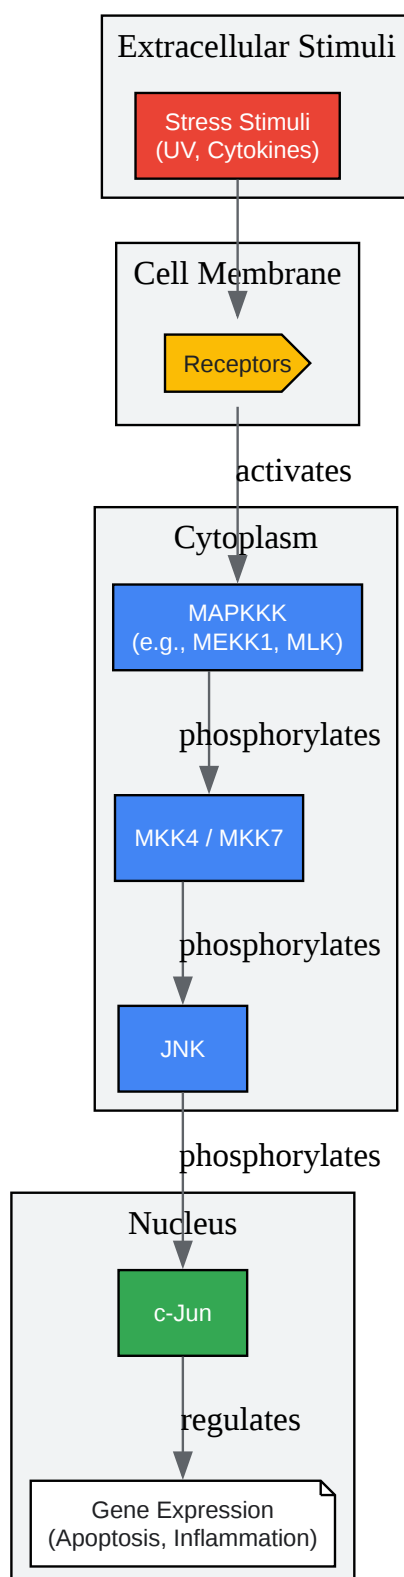 Extracellular Stimuli
Stress Stimuli
(UV, Cytokines)
Cell Membrane
Receptors
activates
Cytoplasm
MAPKKK
(e.g., MEKK1, MLK)
phosphorylates
MKK4 / MKK7
phosphorylates
JNK
phosphorylates
Nucleus
c-Jun
regulates
Gene Expression
(Apoptosis, Inflammation)